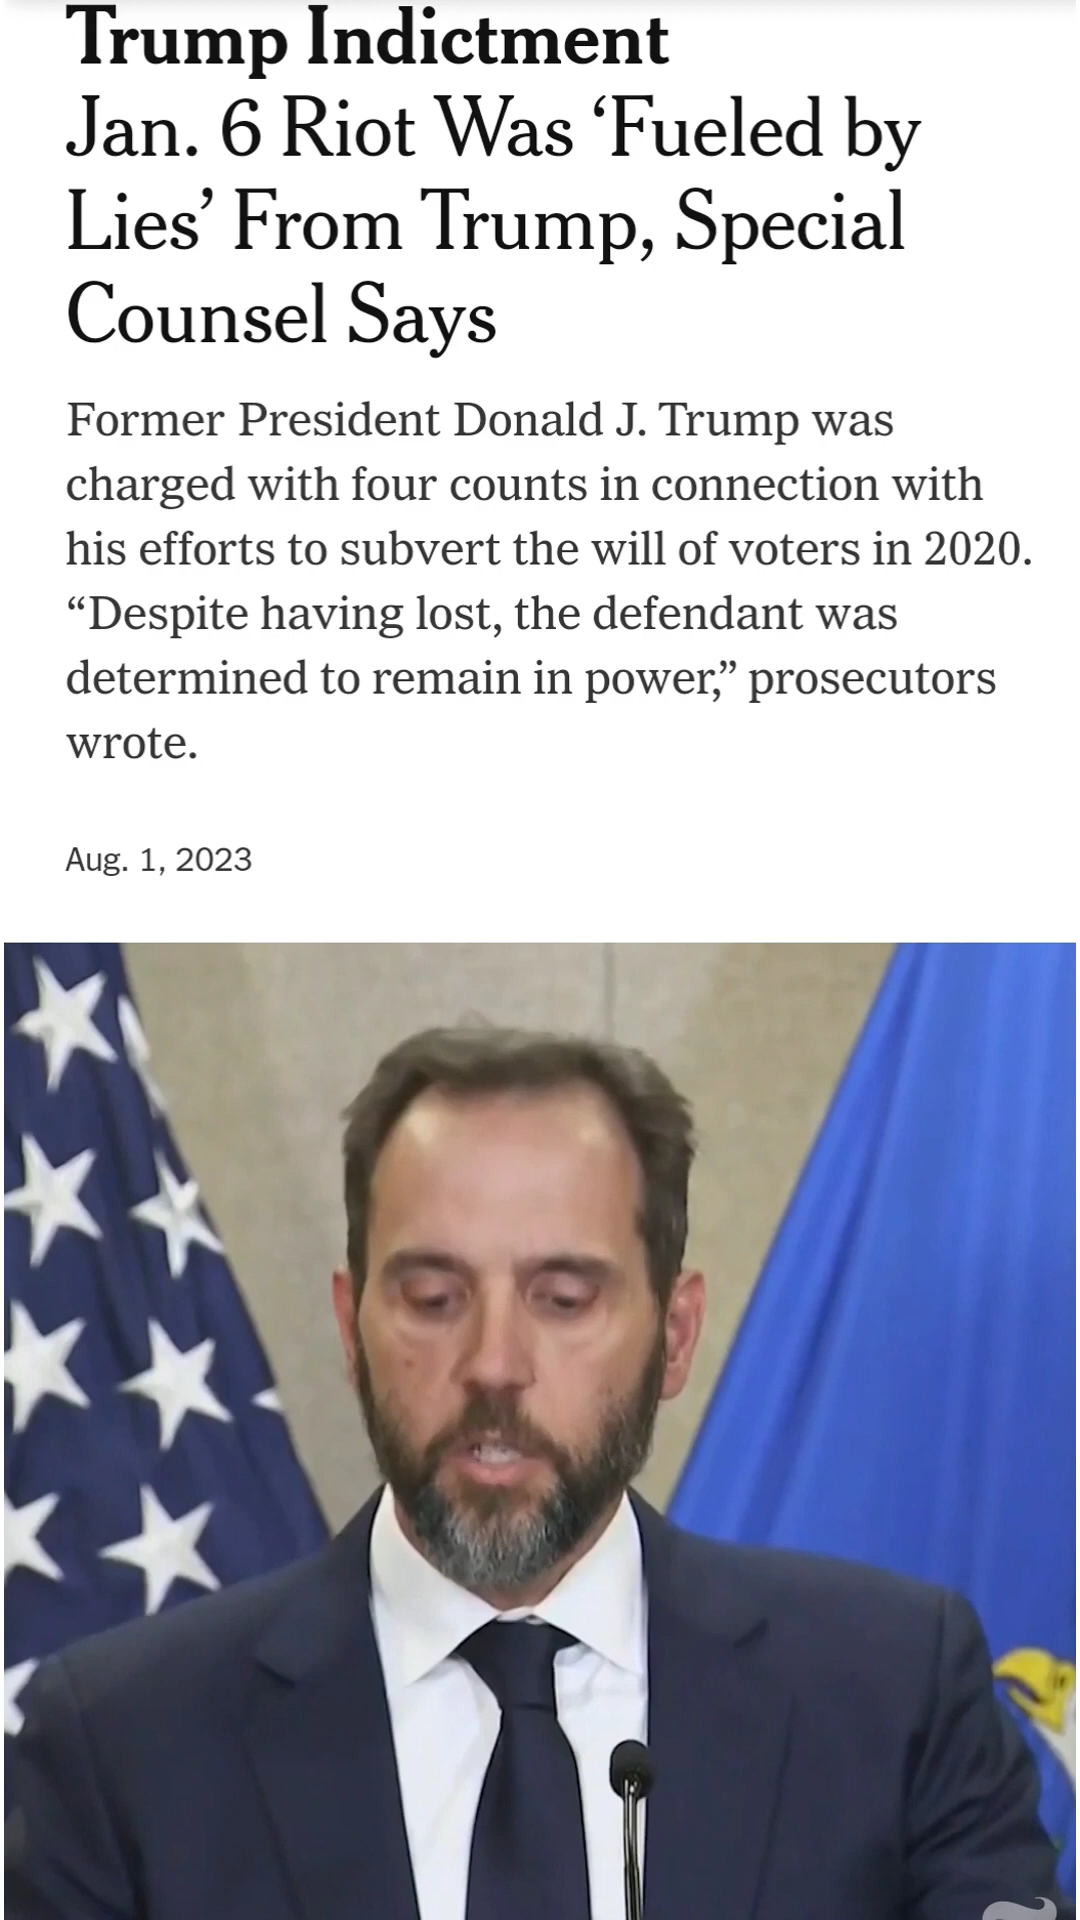 Trump Indictment
Jan. 6 Riot Was ‘Fueled by
Lies’ From Trump, Special
Counsel Says
Former President Donald J. Trump was
charged with four counts in connection with
his efforts to subvert the will of voters in 2020.
“Despite having lost, the defendant was
determined to remain in power,” prosecutors
wrote.
Aug. 1, 2023